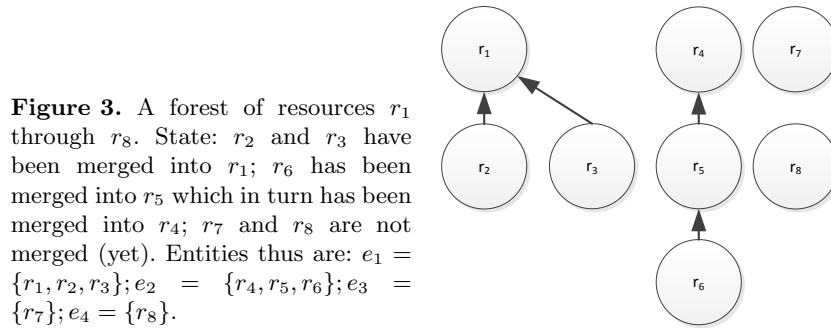 Figure 3. A forest of resources r₁
through r₈. State: r₂ and r₃ have
been merged into r₁; r₆ has been
merged into r₅ which in turn has been
merged into r₄; r₇ and r₈ are not
merged (yet). Entities thus are: e₁ =
{r₁, r₂, r₃}; e₂ = {r₄, r₅, r₆}; e₃ =
{r₇}; e₄ = {r₈}.
r₁ r₄ r₇
r₂ r₃ r₅ r₈
r₆